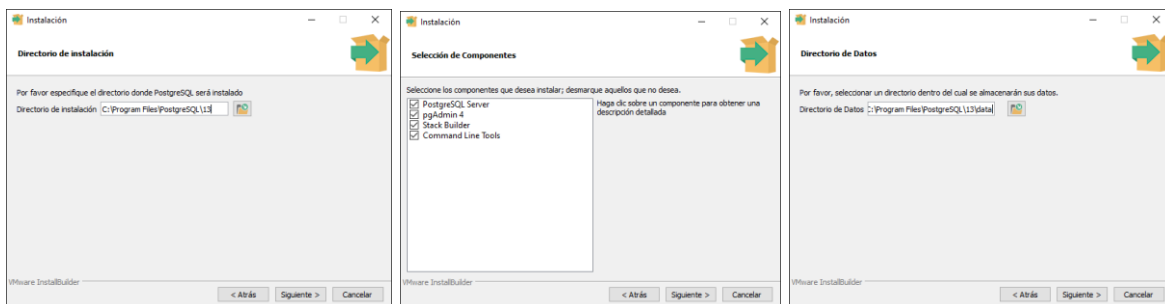 Instalación
Directorio de instalación
Por favor especifique el directorio donde PostgreSQL será instalado
Directorio de instalación C:\Program Files\PostgreSQL\13
VMware InstallBuilder
< Atrás Siguiente > Cancelar
Instalación
Selección de Componentes
Seleccione los componentes que desea instalar; desmarque aquellos que no desea.
PostgreSQL Server
pgAdmin 4
Stack Builder
Command Line Tools
Haga clic sobre un componente para obtener una
descripción detallada
VMware InstallBuilder
< Atrás Siguiente > Cancelar
Instalación
Directorio de Datos
Por favor, seleccionar un directorio dentro del cual se almacenarán sus datos.
Directorio de Datos :\Program Files\PostgreSQL\13\data
VMware InstallBuilder
< Atrás Siguiente > Cancelar